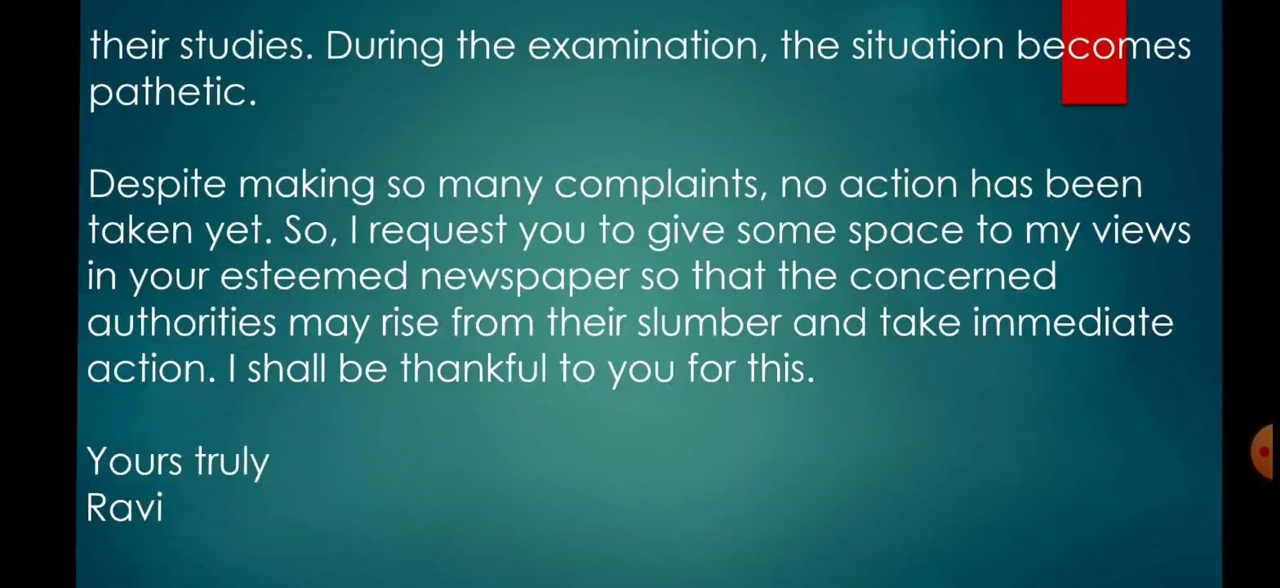 their studies. During the examination, the situation becomes
pathetic.
Despite making so many complaints, no action has been
taken yet. So, I request you to give some space to my views
in your esteemed newspaper so that the concerned
authorities may rise from their slumber and take immediate
action. I shall be thankful to you for this.
Yours truly
Ravi